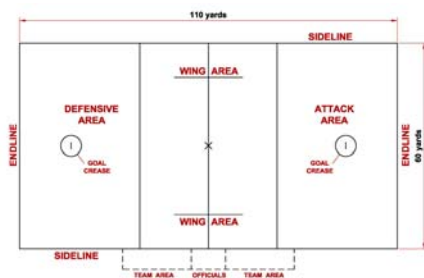 110 yards
SIDELINE
WING AREA
DEFENSIVE
AREA
ATTACK
AREA
ENDLINE
GOAL
CREASE
GOAL
CREASE
ENDLINE
60 yards
WING AREA
SIDELINE
TEAM AREA
OFFICIALS
TEAM AREA